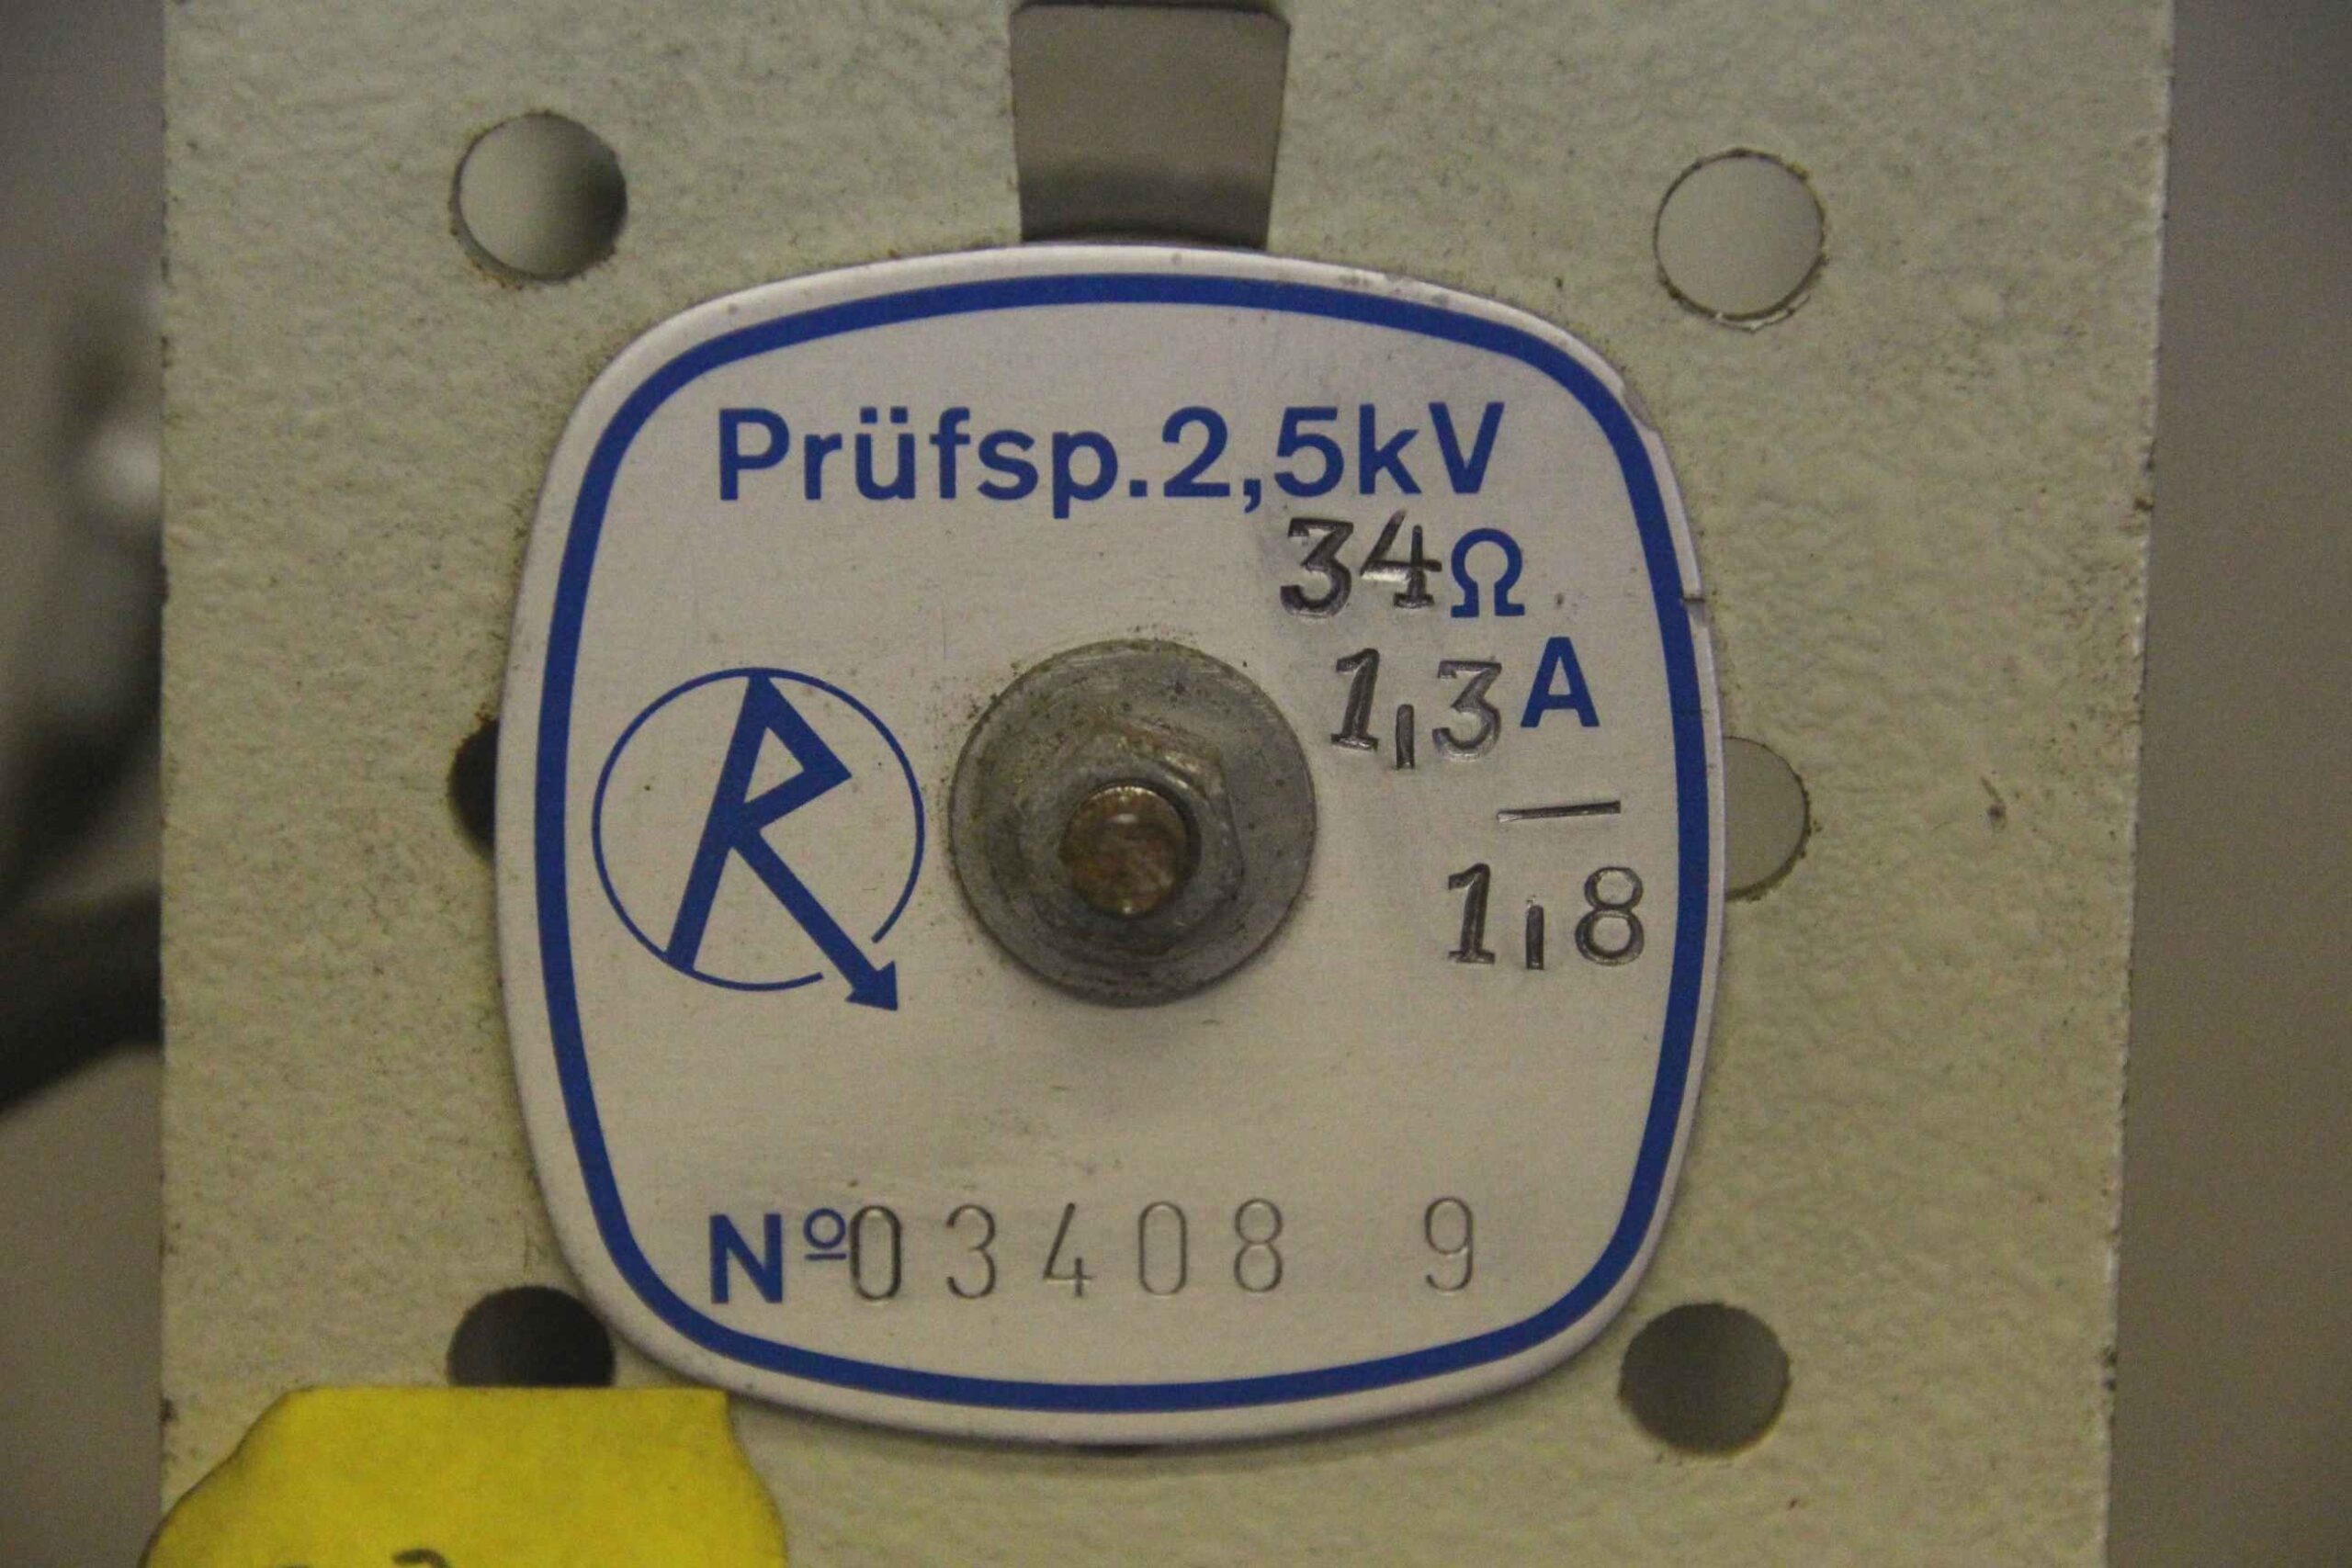 Prüfsp.2,5kV
34Ω
1,3A
—
1,8
R
Nº03408 9